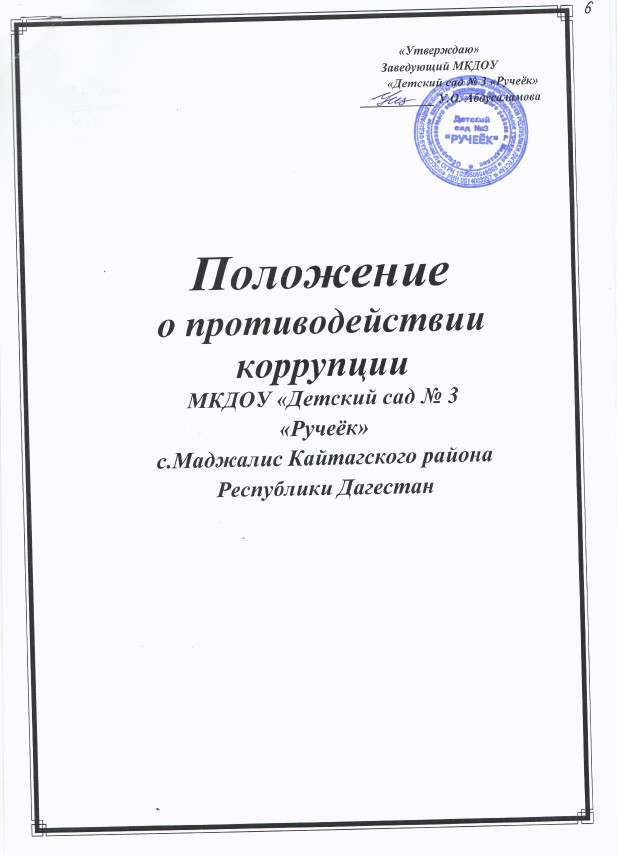 6
«Утверждаю»
Заведующий МКДОУ
«Детский сад № 3 «Ручеёк»
У.О. Абдусаламова
Детский
сад №3
"РУЧЕЁК"
Положение
о противодействии
коррупции
МКДОУ «Детский сад № 3
«Ручеёк»
с.Маджалис Кайтагского района
Республики Дагестан